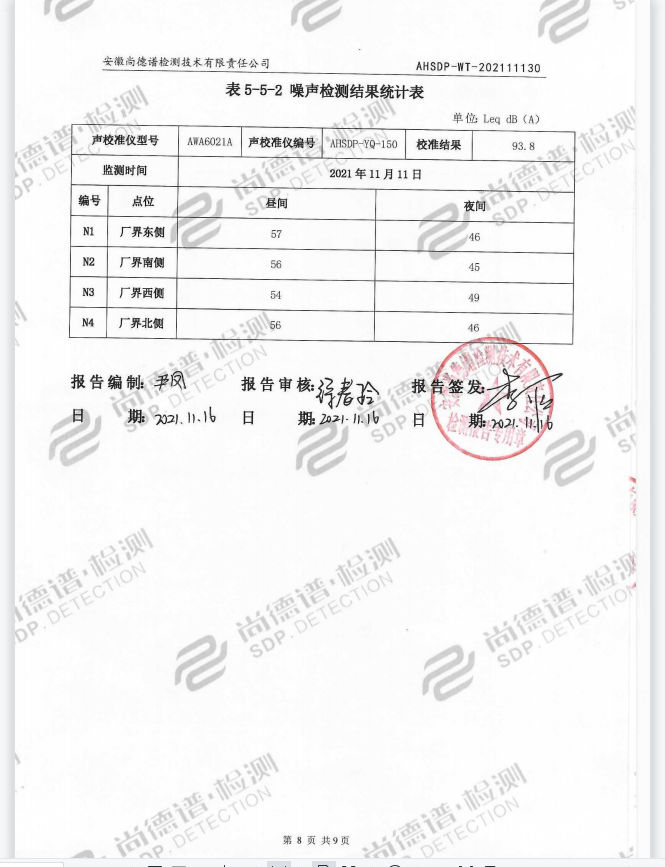 安徽尚德谱检测技术有限责任公司 AHSDP-WT-202111130
表 5-5-2 噪声检测结果统计表
单位: Leq dB（A）
声校准仪型号 AWA6021A 声校准仪编号 AHSDP-YQ-150 校准结果 93.8
监测时间 2021 年 11 月 11 日
编号 点位 昼间 夜间
N1 厂界东侧 57 46
N2 厂界南侧 56 45
N3 厂界西侧 54 49
N4 厂界北侧 56 46
报告编制: 报告审核: 报告签发:
日 期: 2021.11.16 日 期: 2021.11.16 日 期: 2021.11.16
检测报告专用章
尚德谱·检测
SDP.DETECTION
第 8 页 共9页